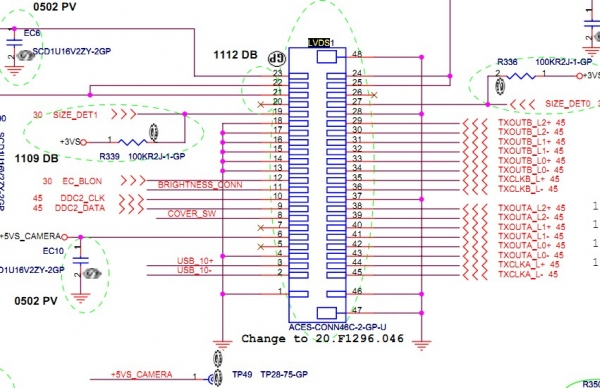 0502 PV
EC6
SCD1U16V2ZY-2GP
1112 DB
LVDS1
R336 100KR2J-1-GP
2 1
+3VS
48
23 24
22 25
21 26
20 27
19 28
18 29
17 30
16 31
15 32
14 33
13 34
12 35
11 36
10 37
9 38
8 39
7 40
6 41
5 42
4 43
3 44
2 45
1 46
47
30 SIZE_DET1
SIZE_DET0
+3VS
1 2
R339 100KR2J-1-GP
1109 DB
30 EC_BLON
BRIGHTNESS_CONN
45 DDC2_CLK
45 DDC2_DATA
COVER_SW
+5VS_CAMERA
EC10
CD1U16V2ZY-2GP
0502 PV
USB_10+
USB_10-
TXOUTB_L2+ 45
TXOUTB_L2- 45
TXOUTB_L1+ 45
TXOUTB_L1- 45
TXOUTB_L0+ 45
TXOUTB_L0- 45
TXCLKB_L+ 45
TXCLKB_L- 45
TXOUTA_L2+ 45
TXOUTA_L2- 45
TXOUTA_L1+ 45
TXOUTA_L1- 45
TXOUTA_L0+ 45
TXOUTA_L0- 45
TXCLKA_L+ 45
TXCLKA_L- 45
ACES-CONN46C-2-GP-U
Change to 20.F1296.046
+5VS_CAMERA
1
TP49 TP28-75-GP